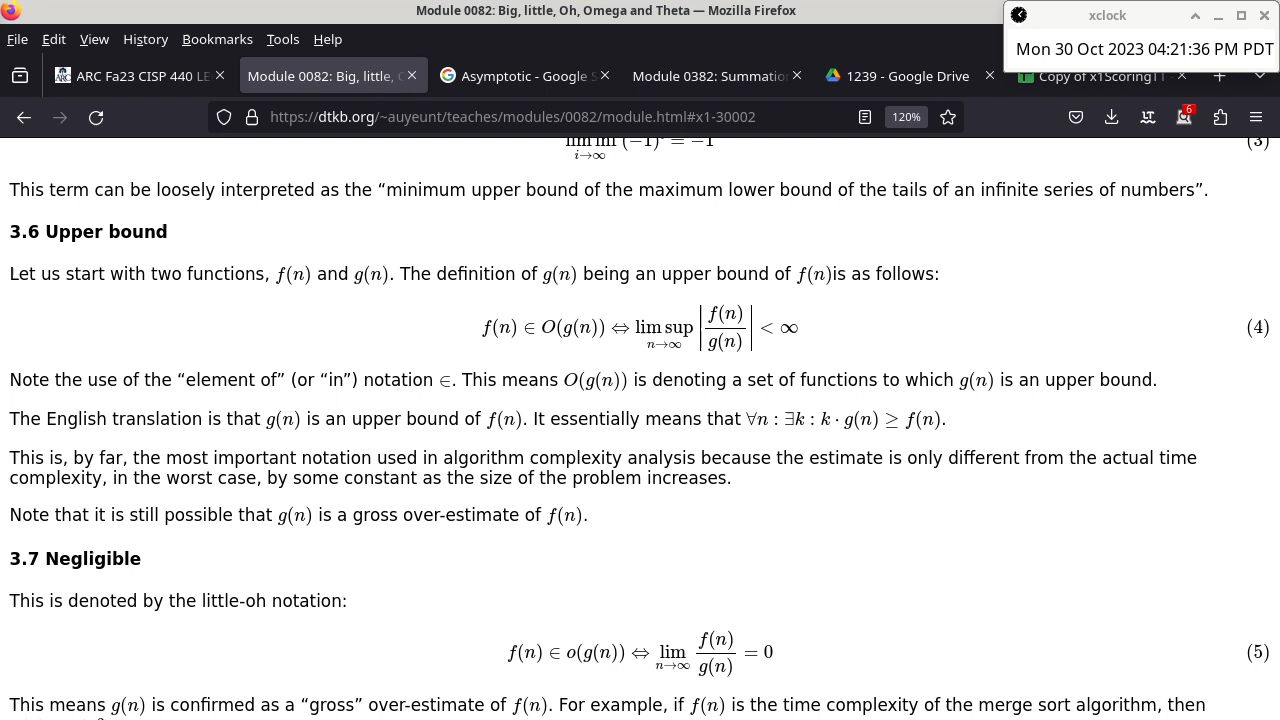 Module 0082: Big, little, Oh, Omega and Theta — Mozilla Firefox
xclock
Mon 30 Oct 2023 04:21:36 PM PDT
File Edit View History Bookmarks Tools Help
ARC Fa23 CISP 440 LE
Module 0082: Big, little, O
Asymptotic - Google S
Module 0382: Summatio
1239 - Google Drive
Copy of x1Scoring11 -
https://dtkb.org/~auyeunt/teaches/modules/0082/module.html#x1-30002
120%
6
lim inf i→∞ (−1)ⁱ = −1 (3)
This term can be loosely interpreted as the “minimum upper bound of the maximum lower bound of the tails of an infinite series of numbers”.
3.6 Upper bound
Let us start with two functions, f(n) and g(n). The definition of g(n) being an upper bound of f(n)is as follows:
f(n) ∈ O(g(n)) ⇔ lim sup n→∞ |f(n)/g(n)| < ∞ (4)
Note the use of the “element of” (or “in”) notation ∈. This means O(g(n)) is denoting a set of functions to which g(n) is an upper bound.
The English translation is that g(n) is an upper bound of f(n). It essentially means that ∀n : ∃k : k · g(n) ≥ f(n).
This is, by far, the most important notation used in algorithm complexity analysis because the estimate is only different from the actual time
complexity, in the worst case, by some constant as the size of the problem increases.
Note that it is still possible that g(n) is a gross over-estimate of f(n).
3.7 Negligible
This is denoted by the little-oh notation:
f(n) ∈ o(g(n)) ⇔ lim n→∞ f(n)/g(n) = 0 (5)
This means g(n) is confirmed as a “gross” over-estimate of f(n). For example, if f(n) is the time complexity of the merge sort algorithm, then